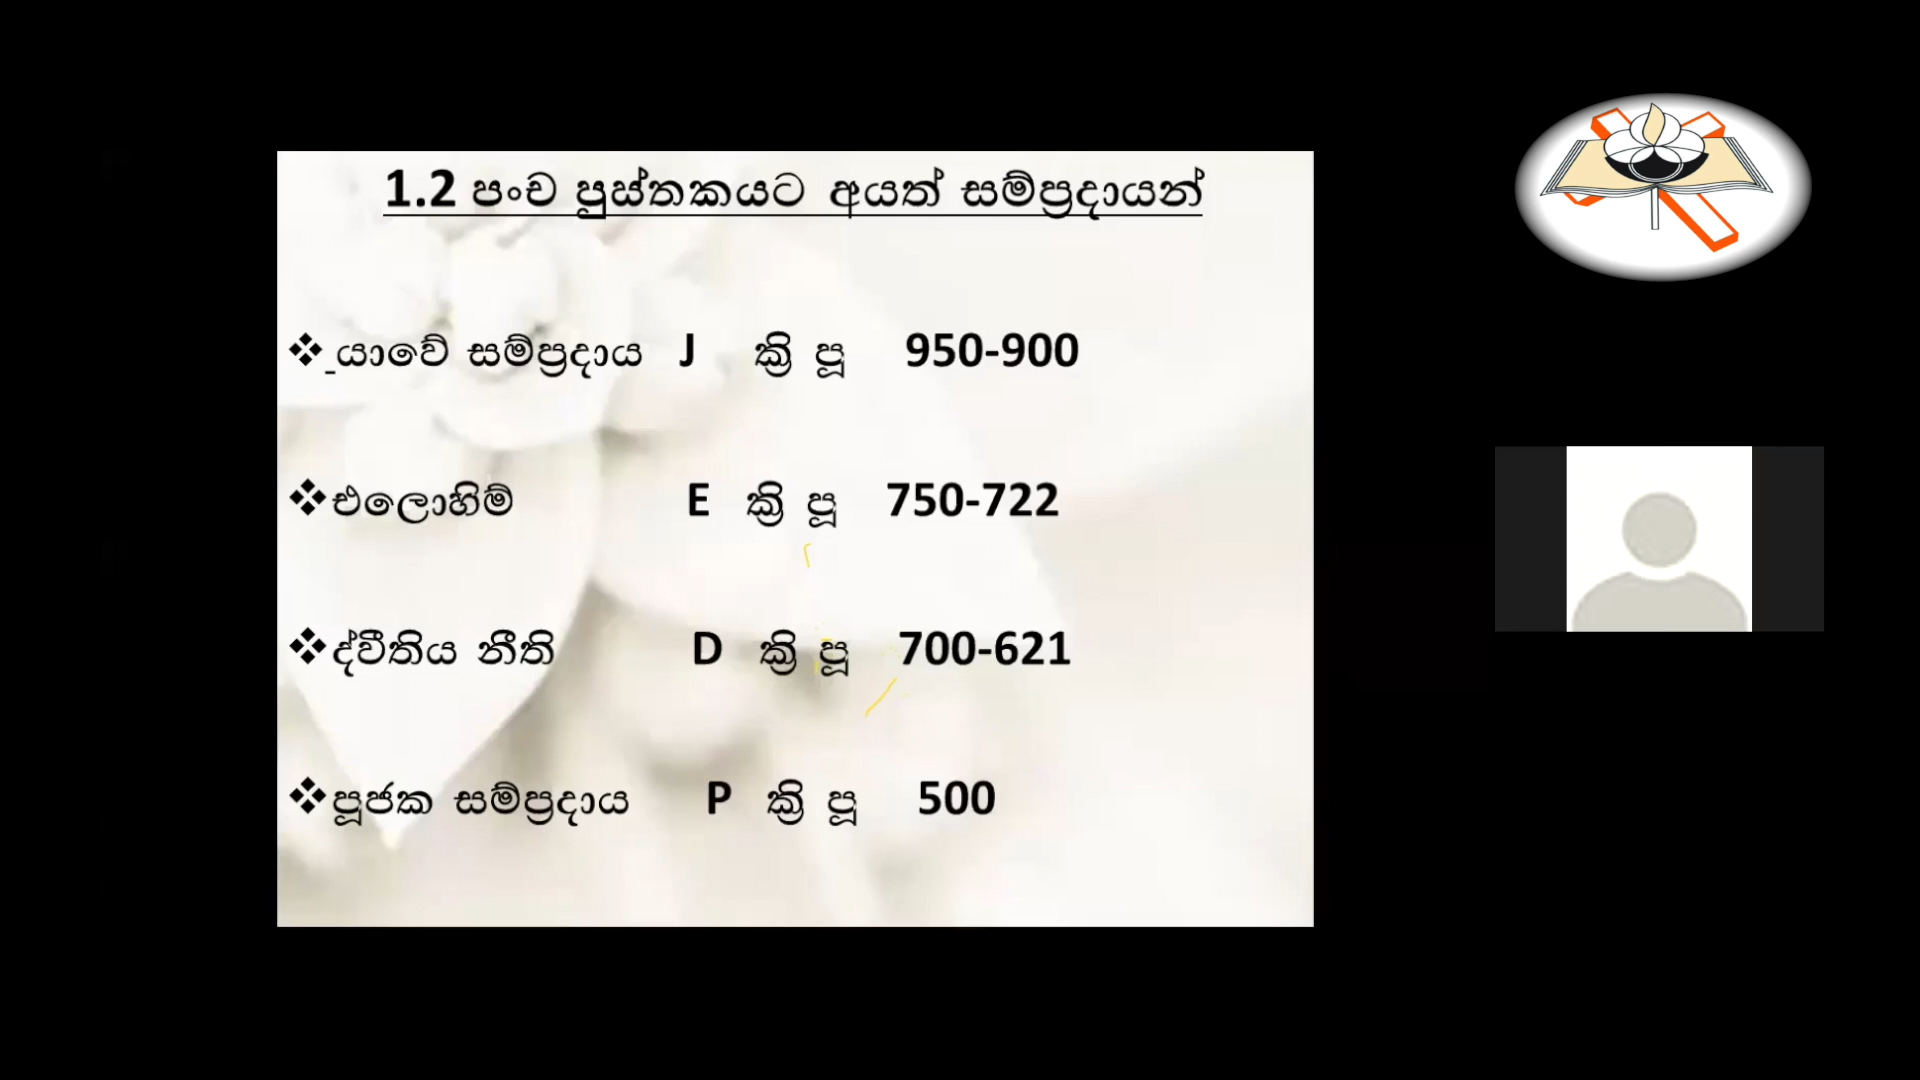 1.2 පංච පුස්තකයට අයත් සම්ප්‍රදායන්
❖ යාවේ සම්ප්‍රදාය J ක්‍රි පූ 950-900
❖එලොහිම් E ක්‍රි පූ 750-722
❖ද්වීතිය නීති D ක්‍රි පූ 700-621
❖පූජක සම්ප්‍රදාය P ක්‍රි පූ 500